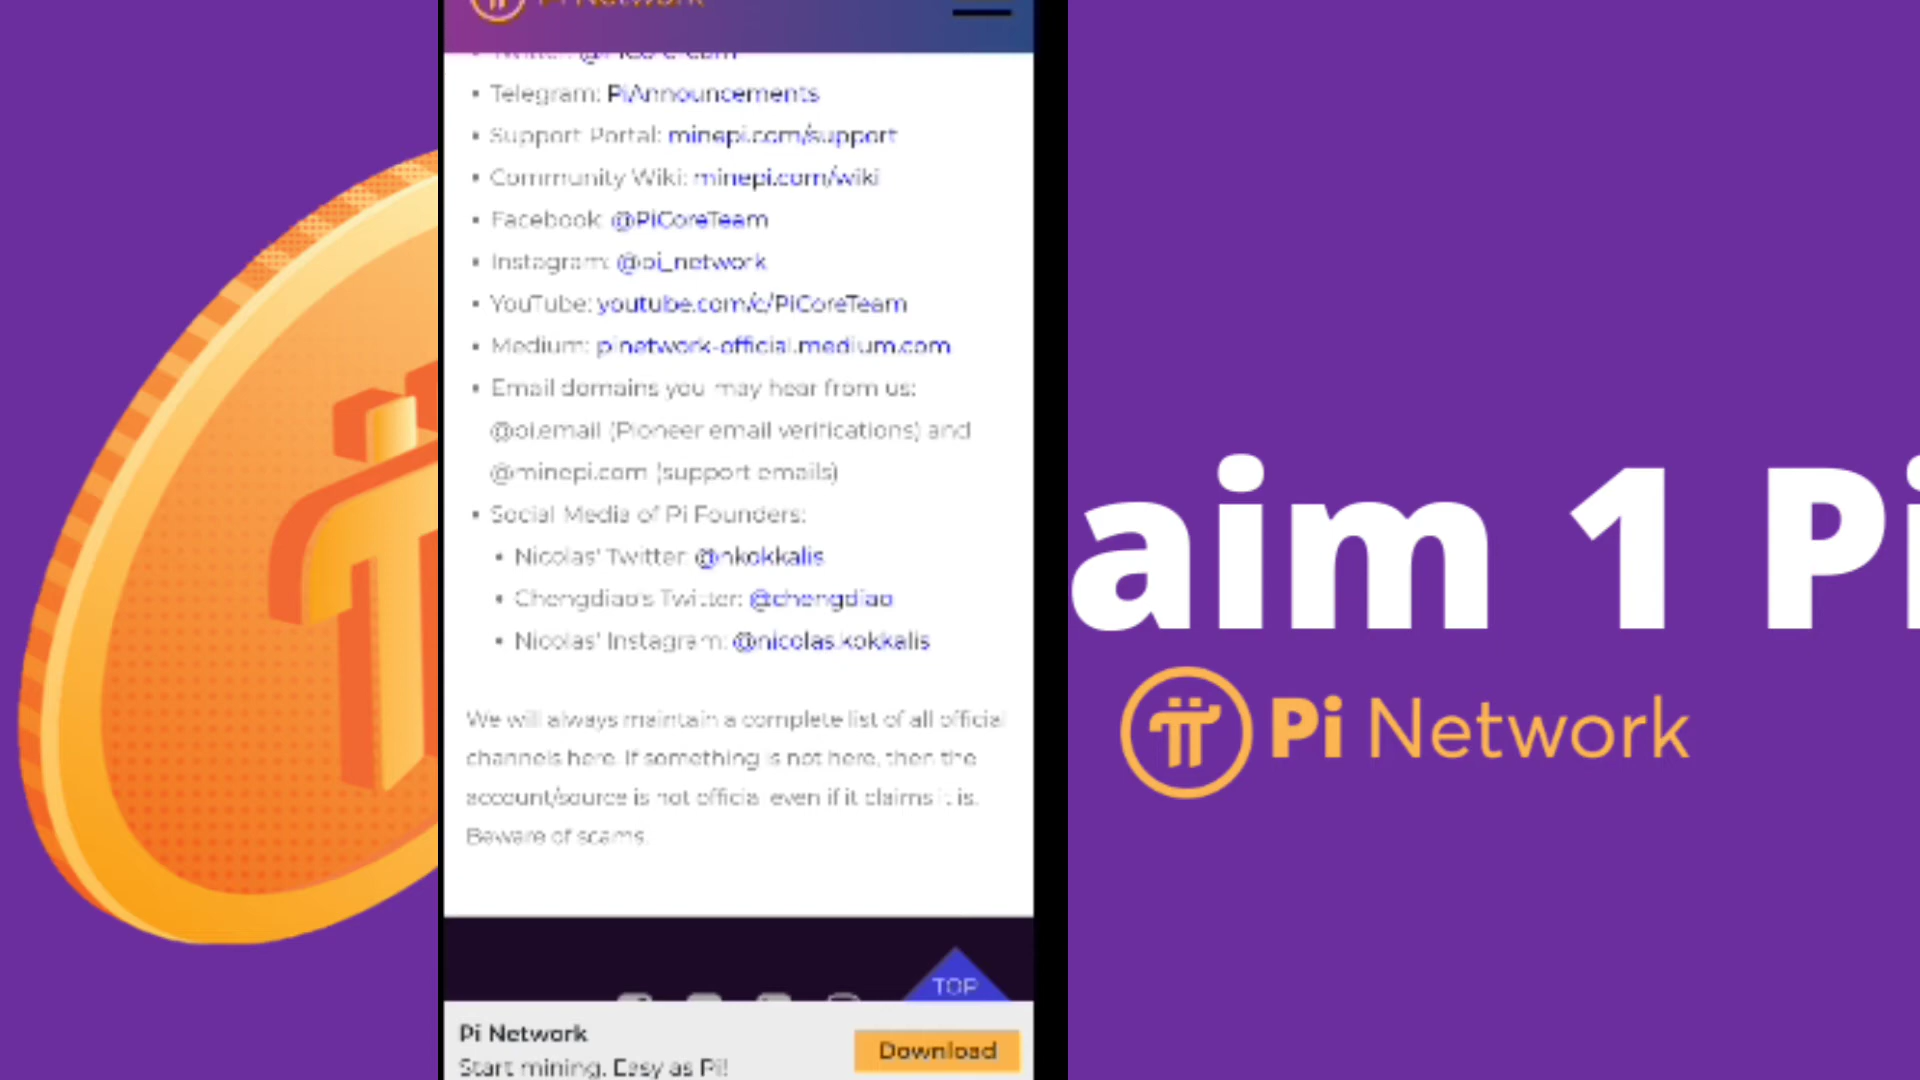 Pi Network
Twitter: @PiCoreTeam
Telegram: PiAnnouncements
Support Portal: minepi.com/support
Community Wiki: minepi.com/wiki
Facebook: @PiCoreTeam
Instagram: @pi_network
YouTube: youtube.com/c/PiCoreTeam
Medium: pinetwork-official.medium.com
Email domains you may hear from us:
@pi.email (Pioneer email verifications) and
@minepi.com (support emails)
Social Media of Pi Founders:
Nicolas' Twitter: @nkokkalis
Chengdiao's Twitter: @chengdiao
Nicolas' Instagram: @nicolas.kokkalis
We will always maintain a complete list of all official
channels here. If something is not here, then the
account/source is not official even if it claims it is.
Beware of scams.
TOP
Pi Network
Start mining. Easy as Pi!
Download
aim 1 Pi
Pi Network